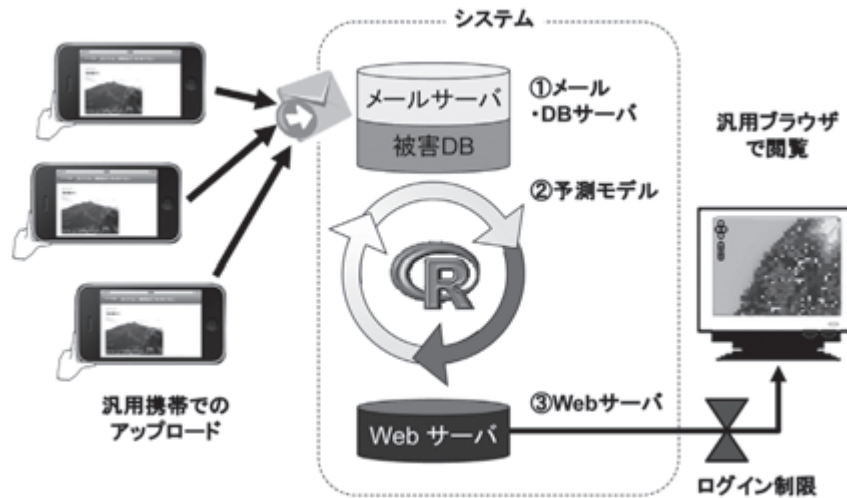 システム
メールサーバ
被害DB
①メール
・DBサーバ
②予測モデル
R
③Webサーバ
Web サーバ
汎用携帯での
アップロード
汎用ブラウザ
で閲覧
ログイン制限